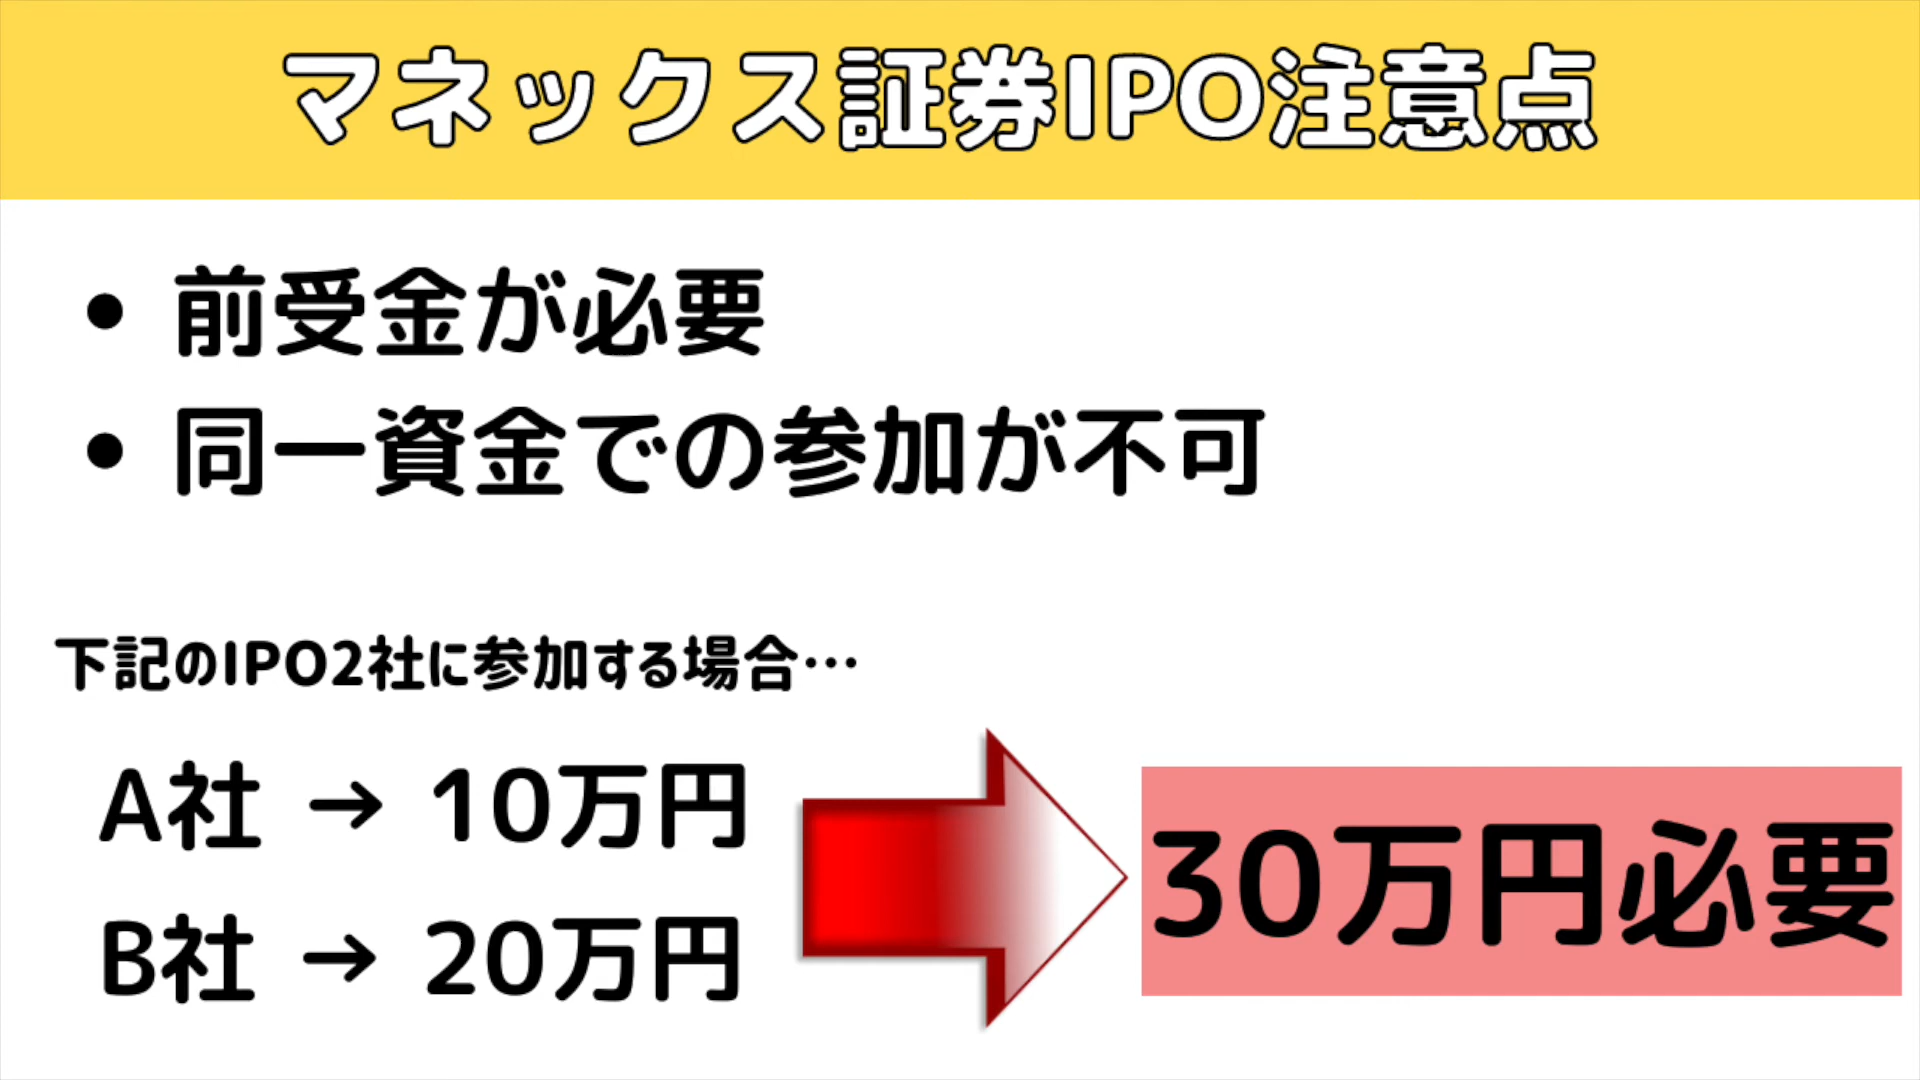 マネックス証券IPO注意点
• 前受金が必要
• 同一資金での参加が不可
下記のIPO2社に参加する場合…
A社 → 10万円
B社 → 20万円
30万円必要